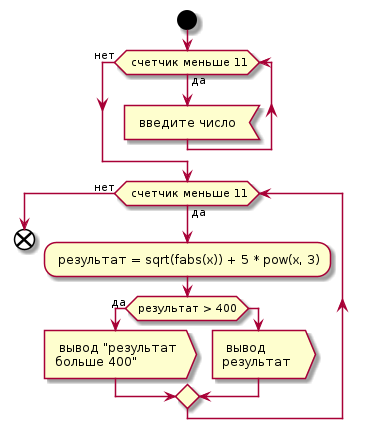 нет
счетчик меньше 11
да
введите число
нет
счетчик меньше 11
да
результат = sqrt(fabs(x)) + 5 * pow(x, 3)
да
результат > 400
вывод "результат
больше 400"
вывод
результат